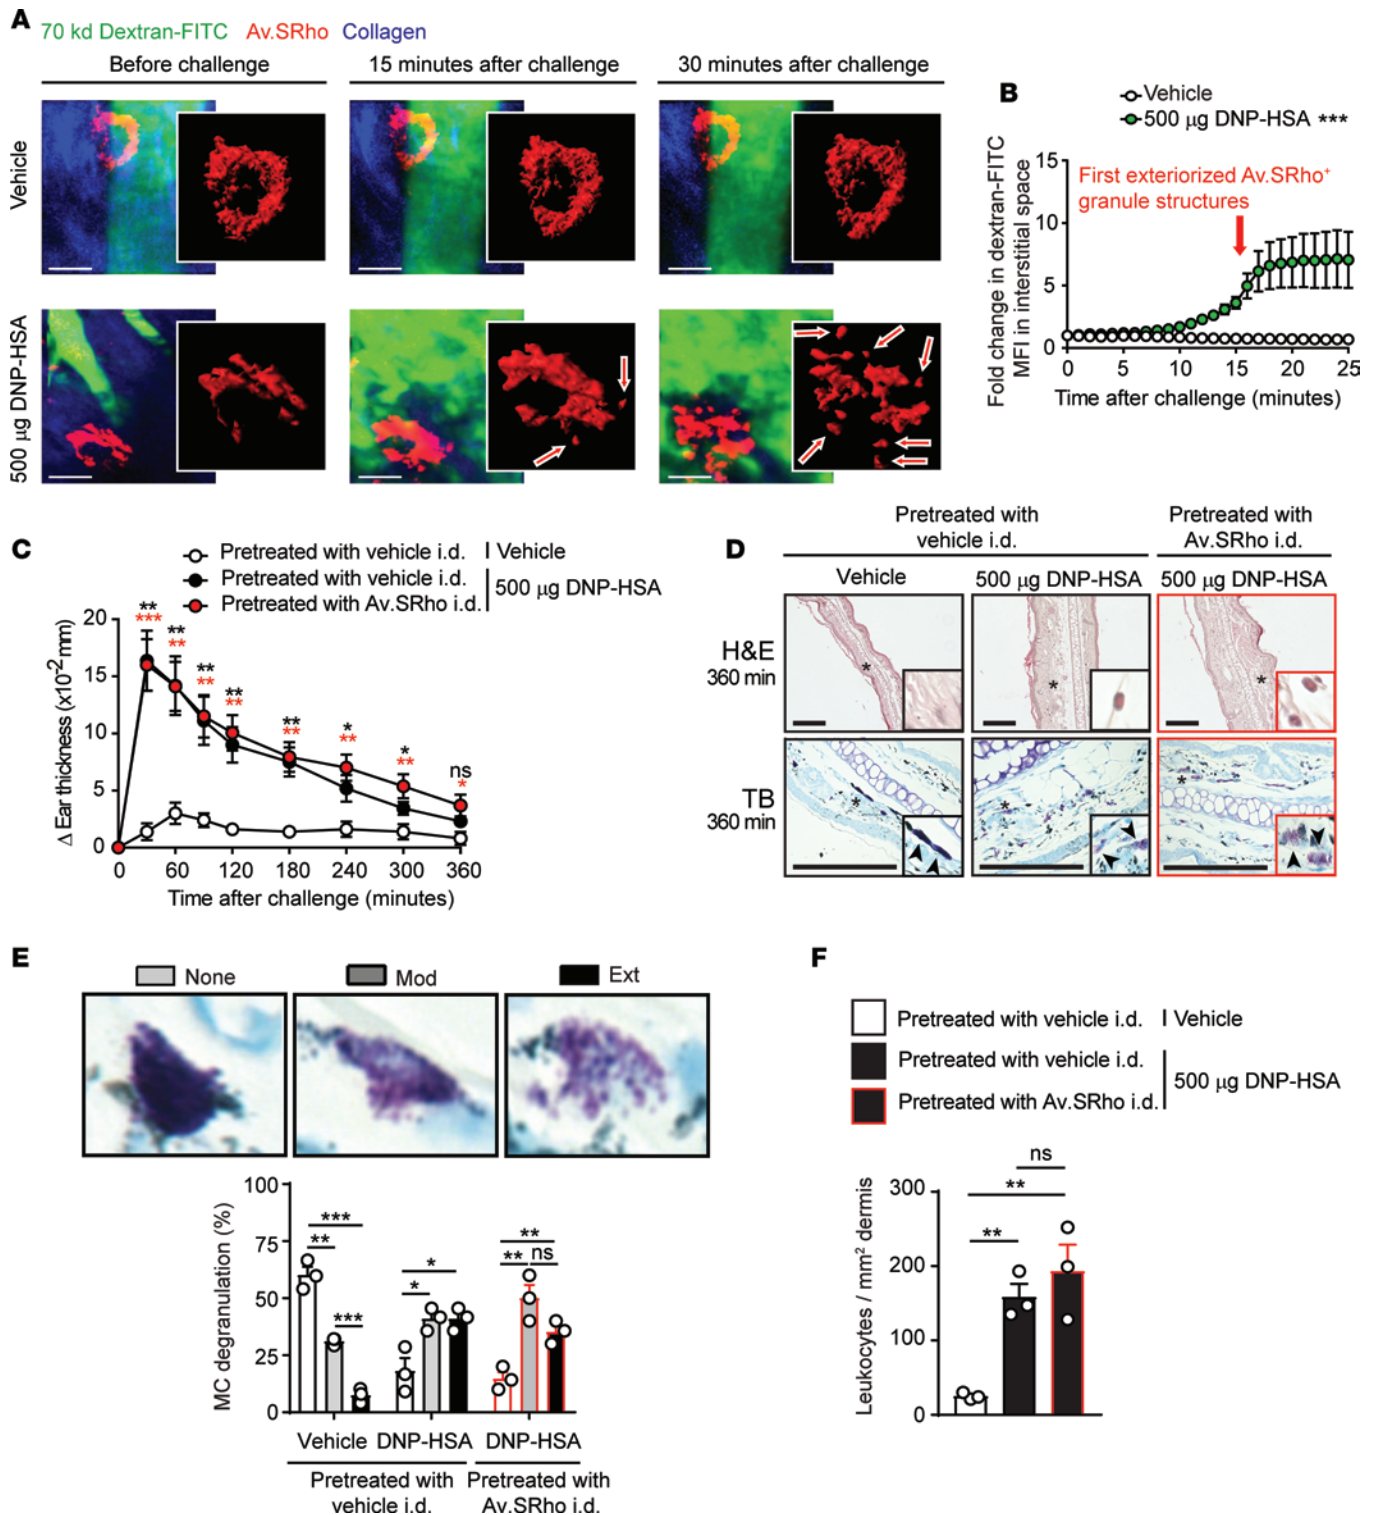 A
70 kd Dextran-FITC Av.SRho Collagen
Before challenge
15 minutes after challenge
30 minutes after challenge
Vehicle
500 µg DNP-HSA
B
Vehicle
500 µg DNP-HSA ***
Fold change in dextran-FITC
MFI in interstitial space
15
10
5
0
First exteriorized Av.SRho+
granule structures
0 5 10 15 20 25
Time after challenge (minutes)
C
Pretreated with vehicle i.d.
Vehicle
Pretreated with vehicle i.d.
Pretreated with Av.SRho i.d.
500 µg DNP-HSA
Δ Ear thickness (x10-2 mm)
20
15
10
5
0
**
***
**
**
**
**
**
**
**
**
*
**
*
**
ns
*
0 60 120 180 240 300 360
Time after challenge (minutes)
D
Pretreated with
vehicle i.d.
Pretreated with
Av.SRho i.d.
Vehicle
500 µg DNP-HSA
500 µg DNP-HSA
H&E
360 min
* * *
TB
360 min
* * *
E
None
Mod
Ext
MC degranulation (%)
100
75
50
25
0
***
**
***
*
*
**
** ns
Vehicle DNP-HSA DNP-HSA
Pretreated with
vehicle i.d.
Pretreated with
Av.SRho i.d.
F
Pretreated with vehicle i.d.
Vehicle
Pretreated with vehicle i.d.
Pretreated with Av.SRho i.d.
500 µg DNP-HSA
Leukocytes / mm2 dermis
300
200
100
0
ns
**
**